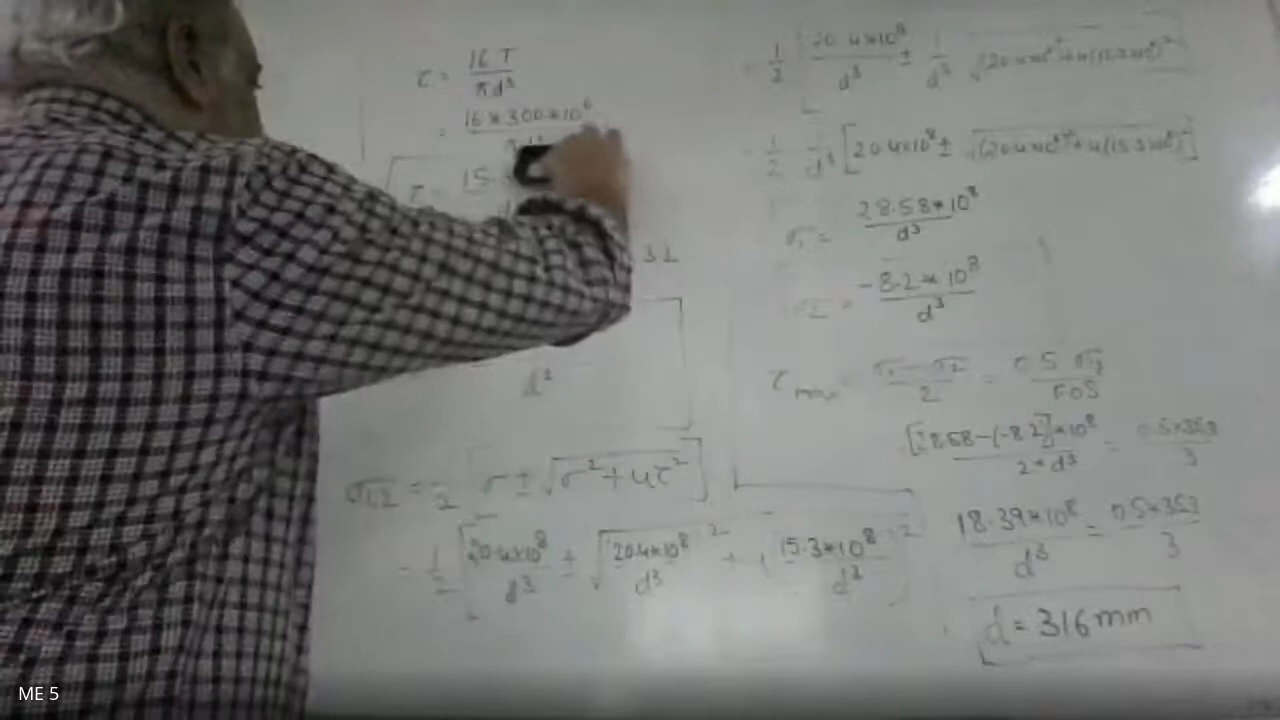 τ = 16 T / π d³
= 16 * 300 * 10⁶
τ = 15.
31
d²
σ1,2 = 1/2 [σ ± √σ² + 4τ²]
= 1/2 [20.4×10⁸ / d³ ± √(20.4×10⁸ / d³)² + (15.3*10⁸ / d³)²]
= 1/2 [20.4*10⁸ / d³ ± 1/d³ √(20.4×10⁸)² + 4(15.3×10⁸)²]
= 1/2 1/d³ [20.4×10⁸ ± √(20.4×10⁸)² + 4(15.3×10⁸)²]
σ1 = 28.58*10⁸ / d³
σ2 = -8.2*10⁸ / d³
τmax = σ1 - σ2 / 2 = 0.5 σy / FOS
[28.58-(-8.2)]*10⁸ / 2*d³ = 0.5×353 / 3
18.39*10⁸ / d³ = 0.5*353 / 3
d = 316 mm
ME 5